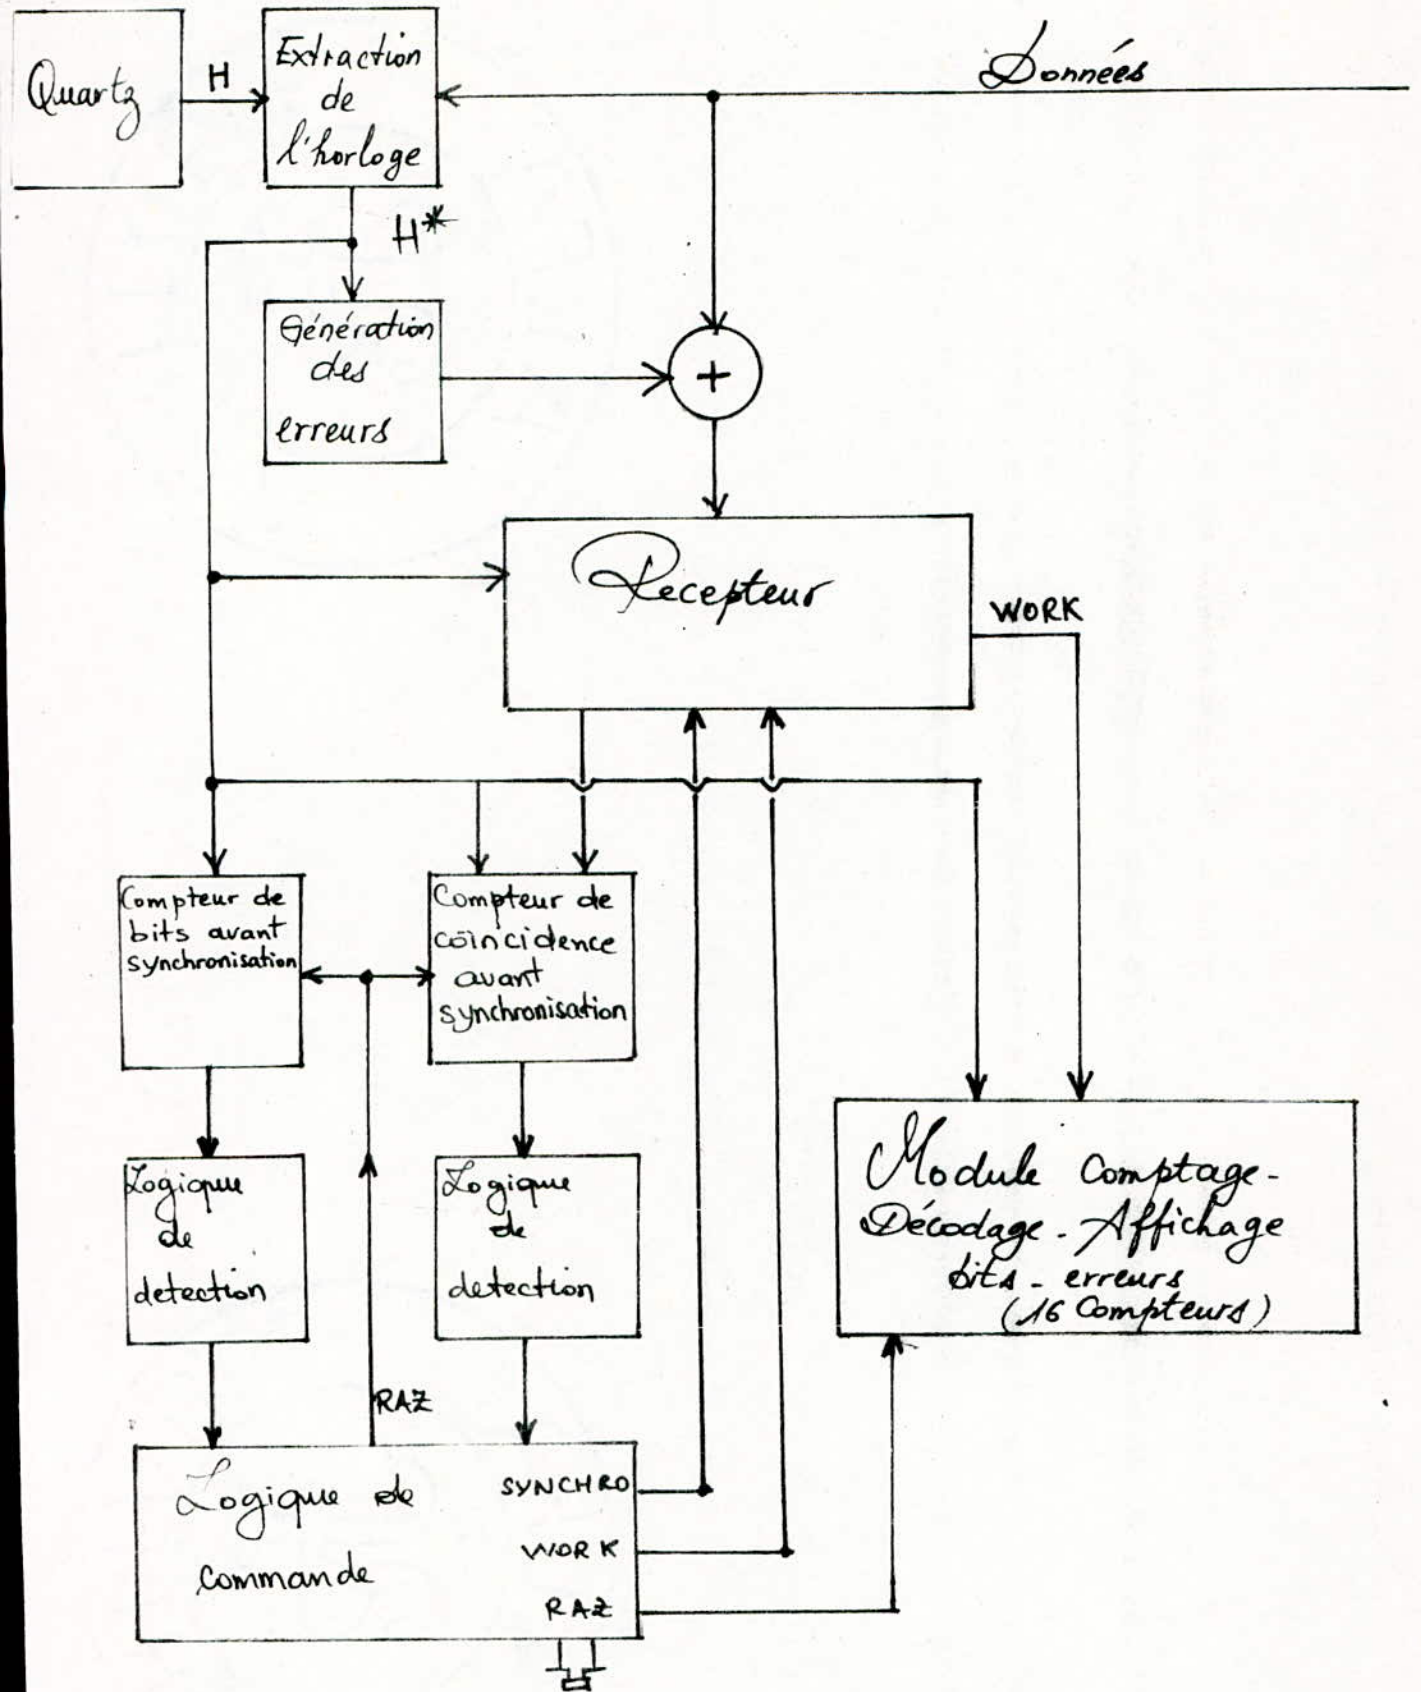 Données
Quartz
H
Extraction
de
l'horloge
H*
Génération
des
erreurs
+
Recepteur
WORK
Compteur de
bits avant
synchronisation
Compteur de
coïncidence
avant
synchronisation
Logique
de
detection
Logique
de
detection
Module Comptage-
Décodage - Affichage
bits - erreurs
(16 Compteurs)
RAZ
Logique de
commande
SYNCHRO
WORK
RAZ